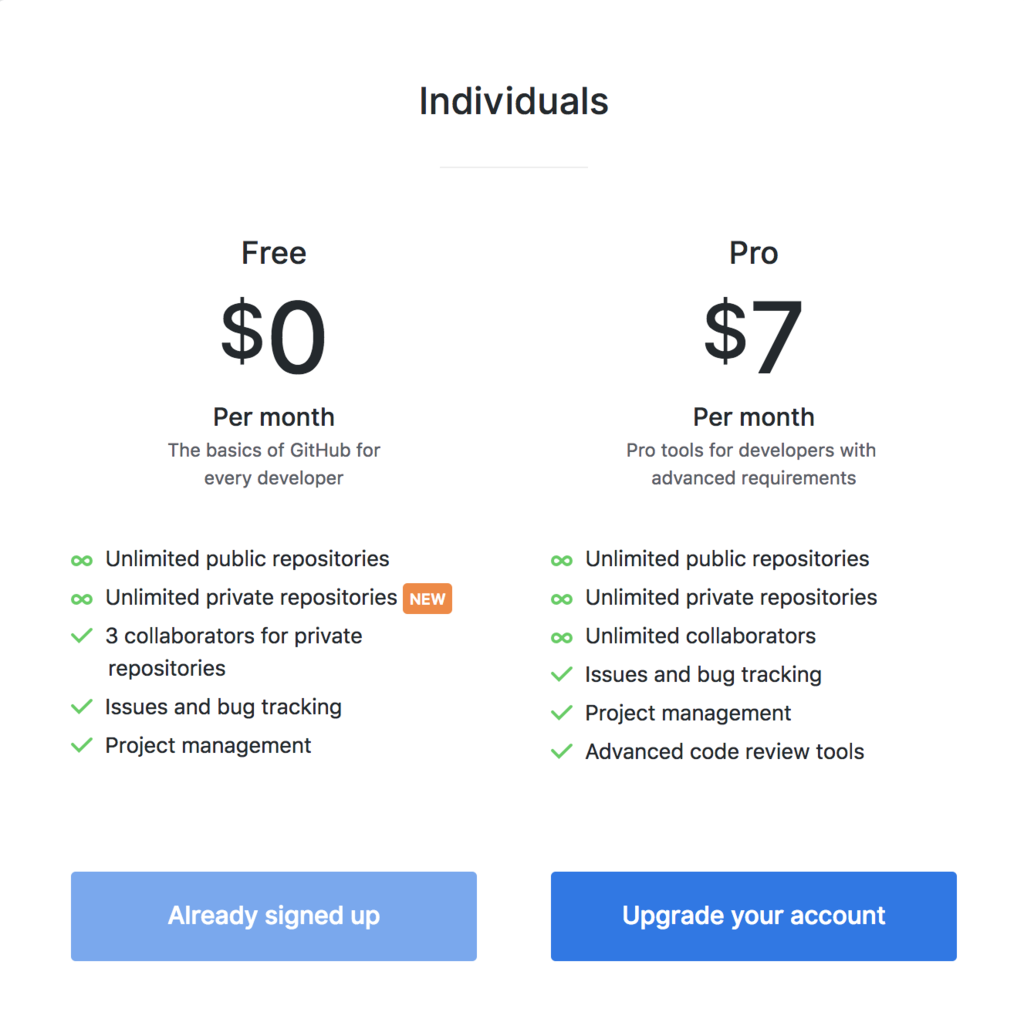 Individuals
Free
$0
Per month
The basics of GitHub for
every developer
Unlimited public repositories
Unlimited private repositories NEW
3 collaborators for private
repositories
Issues and bug tracking
Project management
Already signed up
Pro
$7
Per month
Pro tools for developers with
advanced requirements
Unlimited public repositories
Unlimited private repositories
Unlimited collaborators
Issues and bug tracking
Project management
Advanced code review tools
Upgrade your account